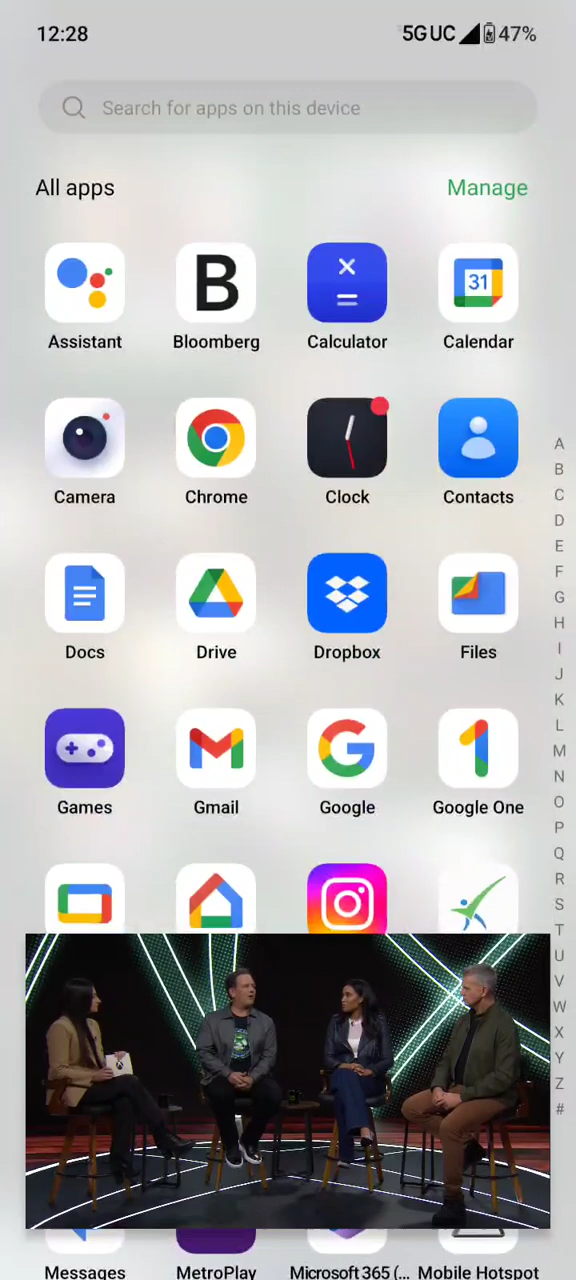 12:28 5G UC 47%
Search for apps on this device
All apps Manage
B
31
Assistant Bloomberg Calculator Calendar
Camera Chrome Clock Contacts
Docs Drive Dropbox Files
Games Gmail Google Google One
Messages MetroPlay Microsoft 365 (... Mobile Hotspot
A
B
C
D
E
F
G
H
I
J
K
L
M
N
O
P
Q
R
S
T
U
V
W
X
Y
Z
#